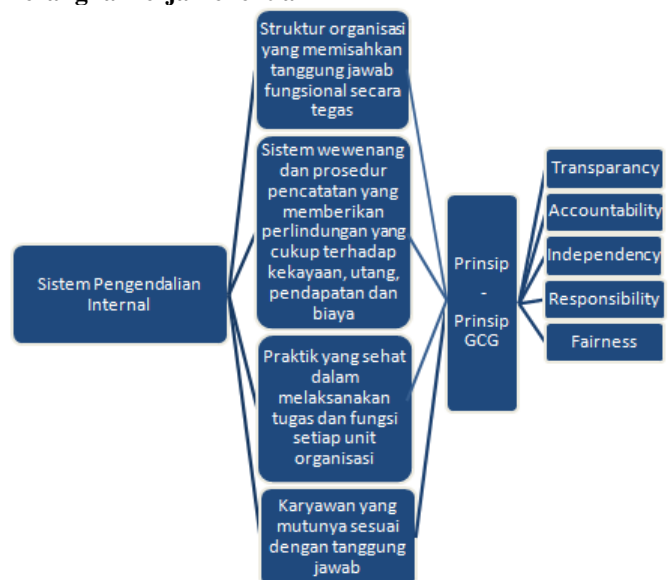 Sistem Pengendalian
Internal
Struktur organisasi
yang memisahkan
tanggung jawab
fungsional secara
tegas
Sistem wewenang
dan prosedur
pencatatan yang
memberikan
perlindungan yang
cukup terhadap
kekayaan, utang,
pendapatan dan
biaya
Praktik yang sehat
dalam
melaksanakan
tugas dan fungsi
setiap unit
organisasi
Karyawan yang
mutunya sesuai
dengan tanggung
jawab
Prinsip
-
Prinsip
GCG
Transparancy
Accountability
Independency
Responsibility
Fairness